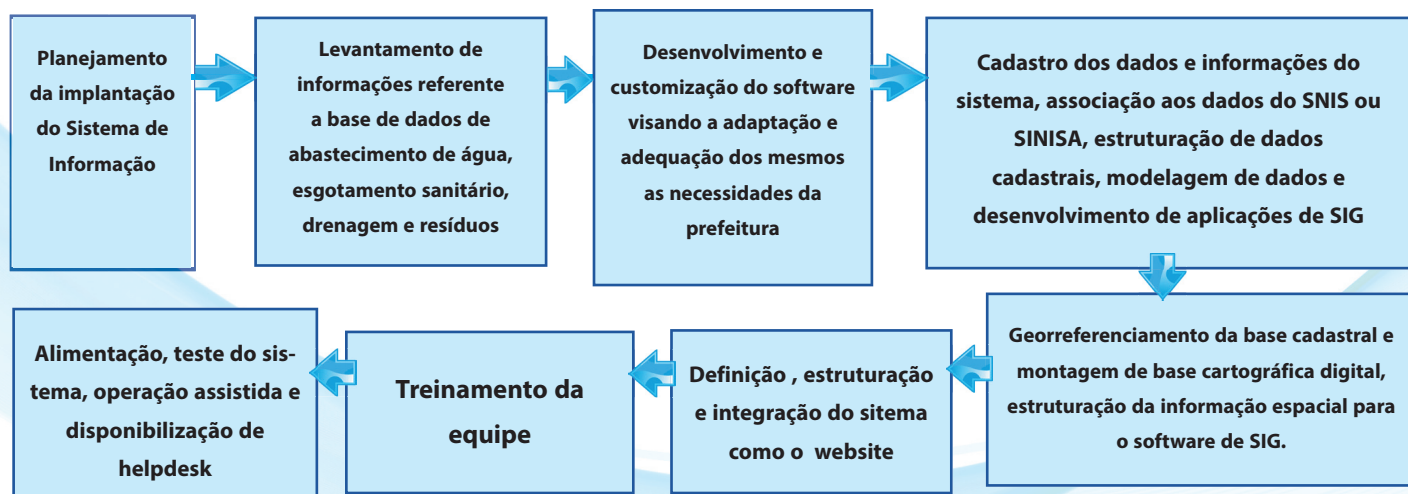 Planejamento
da implantação
do Sistema de
Informação
Levantamento de
informações referente
a base de dados de
abastecimento de água,
esgotamento sanitário,
drenagem e resíduos
Desenvolvimento e
customização do software
visando a adaptação e
adequação dos mesmos
as necessidades da
prefeitura
Cadastro dos dados e informações do
sistema, associação aos dados do SNIS ou
SINISA, estruturação de dados
cadastrais, modelagem de dados e
desenvolvimento de aplicações de SIG
Georreferenciamento da base cadastral e
montagem de base cartográfica digital,
estruturação da informação espacial para
o software de SIG.
Definição , estruturação
e integração do sitema
como o website
Treinamento da
equipe
Alimentação, teste do sis-
tema, operação assistida e
disponibilização de
helpdesk